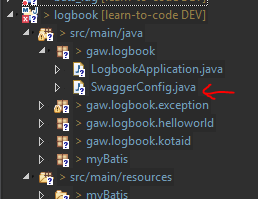 > logbook [learn-to-code DEV]
> src/main/java
> gaw.logbook
> LogbookApplication.java
> SwaggerConfig.java
> gaw.logbook.exception
> gaw.logbook.helloworld
> gaw.logbook.kotaid
> myBatis
> src/main/resources
> myBatis